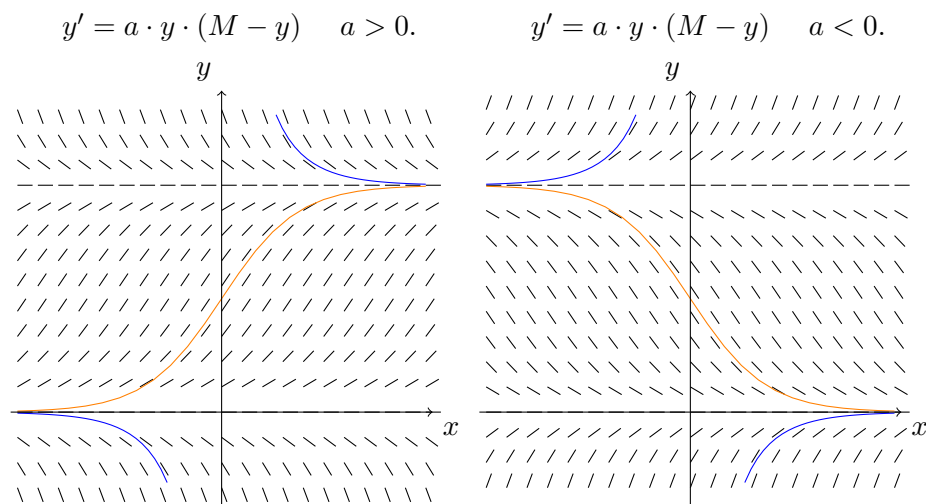 y′ = a · y · (M − y)  a > 0.
y′ = a · y · (M − y)  a < 0.
y
y
x
x